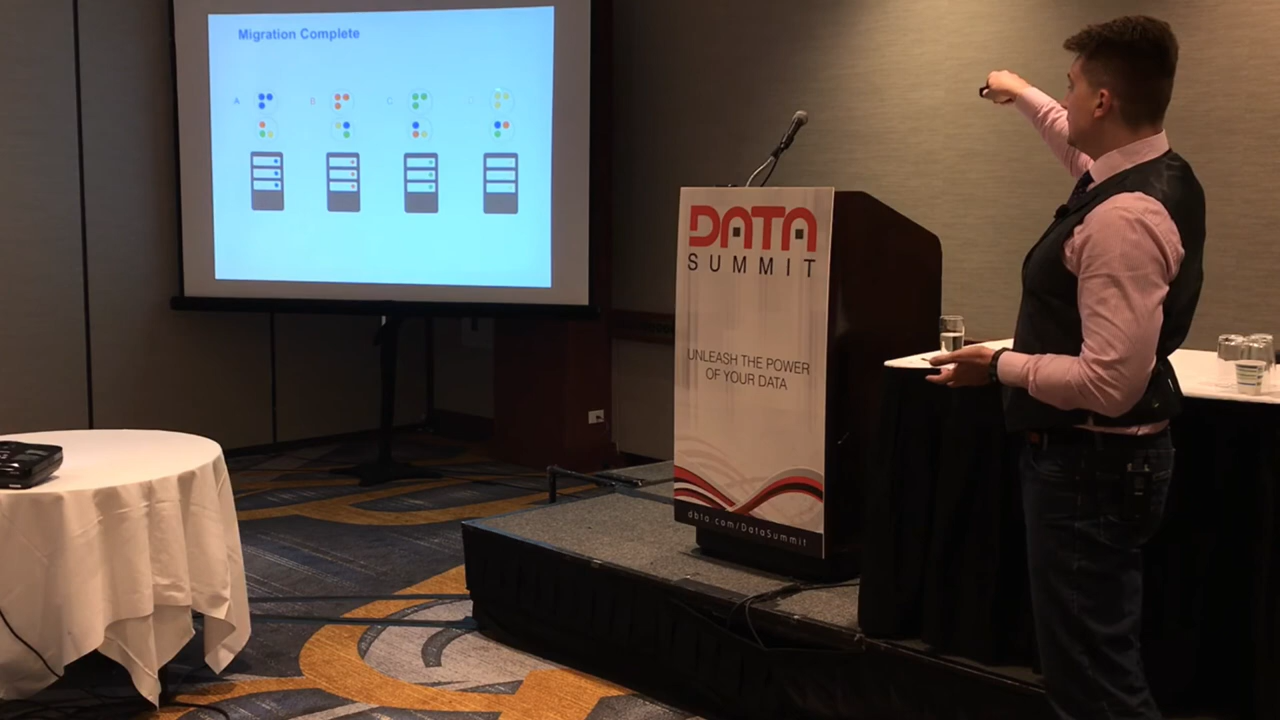 Migration Complete
A B C D
DATA
SUMMIT
UNLEASH THE POWER
OF YOUR DATA
dbta.com/DataSummit